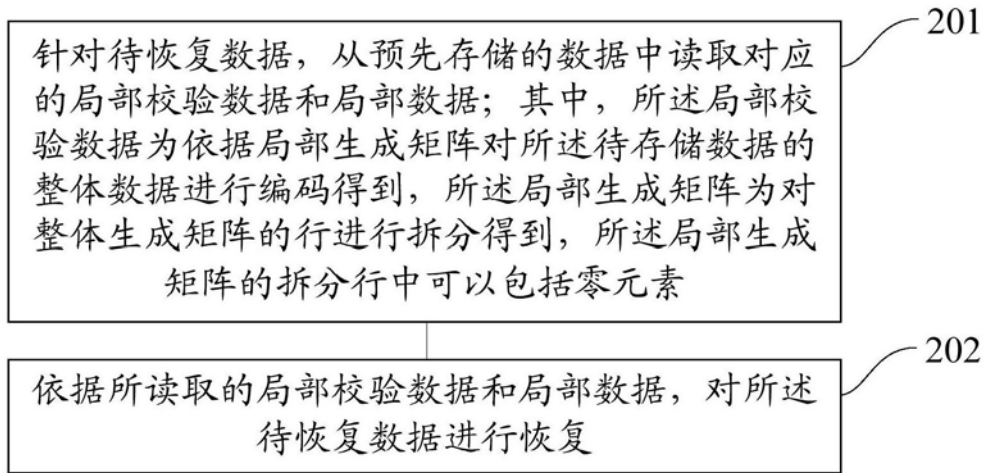 201
针对待恢复数据，从预先存储的数据中读取对应
的局部校验数据和局部数据；其中，所述局部校
验数据为依据局部生成矩阵对所述待存储数据的
整体数据进行编码得到，所述局部生成矩阵为对
整体生成矩阵的行进行拆分得到，所述局部生成
矩阵的拆分行中可以包括零元素
202
依据所读取的局部校验数据和局部数据，对所述
待恢复数据进行恢复